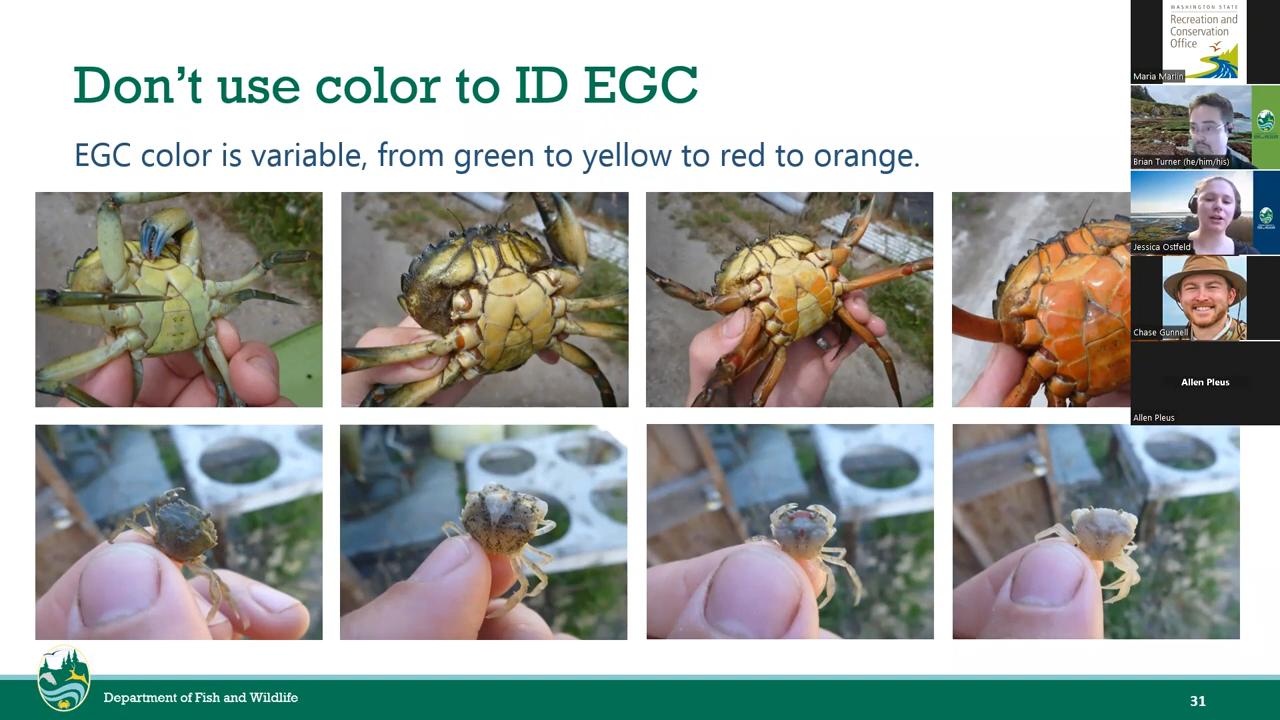 Don't use color to ID EGC
EGC color is variable, from green to yellow to red to orange.
WASHINGTON STATE
Recreation and
Conservation
Office
Maria Marlin
Brian Turner (he/him/his)
Jessica Ostfeld
Chase Gunnell
Allen Pleus
Allen Pleus
Department of Fish and Wildlife
31